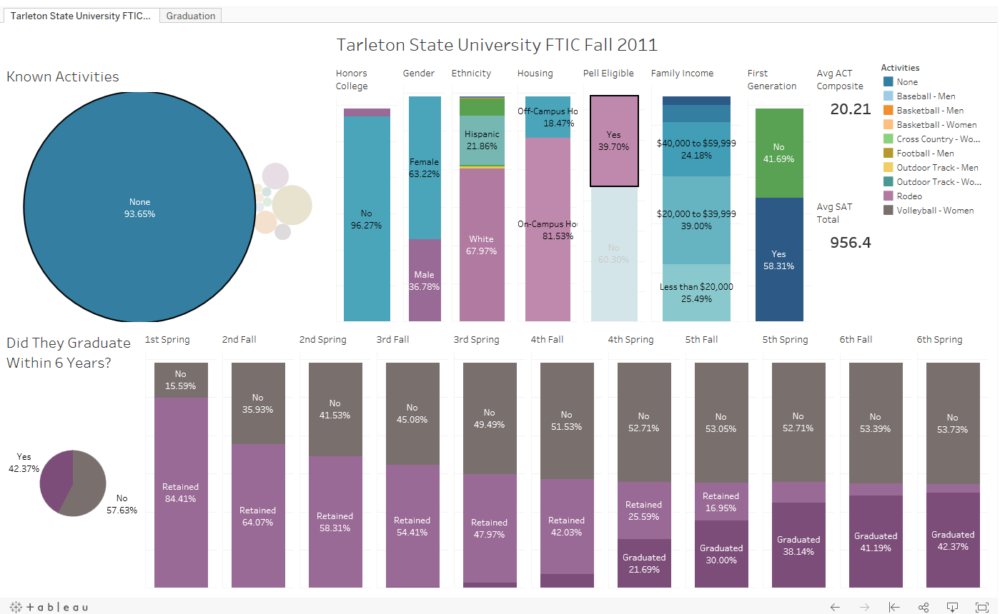 Tarleton State University FTIC...
Graduation
Tarleton State University FTIC Fall 2011
Known Activities
None
93.65%
Honors
College
No
96.27%
Gender
Female
63.22%
Male
36.78%
Ethnicity
Hispanic
21.86%
White
67.97%
Housing
Off-Campus Ho
18.47%
On-Campus Ho
81.53%
Pell Eligible
Yes
39.70%
No
60.30%
Family Income
$40,000 to $59,999
24.18%
$20,000 to $39,999
39.00%
Less than $20,000
25.49%
First
Generation
No
41.69%
Yes
58.31%
Avg ACT
Composite
20.21
Avg SAT
Total
956.4
Activities
None
Baseball - Men
Basketball - Men
Basketball - Women
Cross Country - Wo...
Football - Men
Outdoor Track - Men
Outdoor Track - Wo...
Rodeo
Volleyball - Women
Did They Graduate
Within 6 Years?
Yes
42.37%
No
57.63%
1st Spring
No
15.59%
Retained
84.41%
2nd Fall
No
35.93%
Retained
64.07%
2nd Spring
No
41.53%
Retained
58.31%
3rd Fall
No
45.08%
Retained
54.41%
3rd Spring
No
49.49%
Retained
47.97%
4th Fall
No
51.53%
Retained
42.03%
4th Spring
No
52.71%
Retained
25.59%
Graduated
21.69%
5th Fall
No
53.05%
Retained
16.95%
Graduated
30.00%
5th Spring
No
52.71%
Graduated
38.14%
6th Fall
No
53.39%
Graduated
41.19%
6th Spring
No
53.73%
Graduated
42.37%
+ a b | e a u